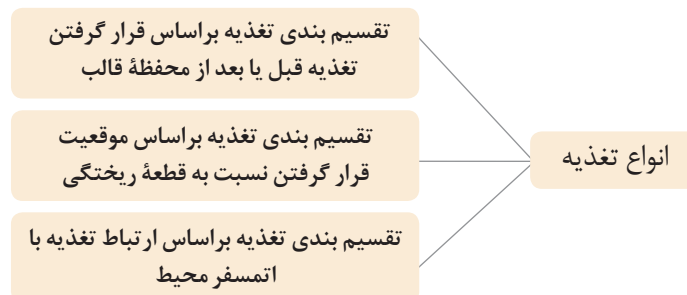 انواع تغذیه
تقسیم بندی تغذیه براساس قرار گرفتن
تغذیه قبل یا بعد از محفظهٔ قالب
تقسیم بندی تغذیه براساس موقعیت
قرار گرفتن نسبت به قطعهٔ ریختگی
تقسیم بندی تغذیه براساس ارتباط تغذیه با
اتمسفر محیط